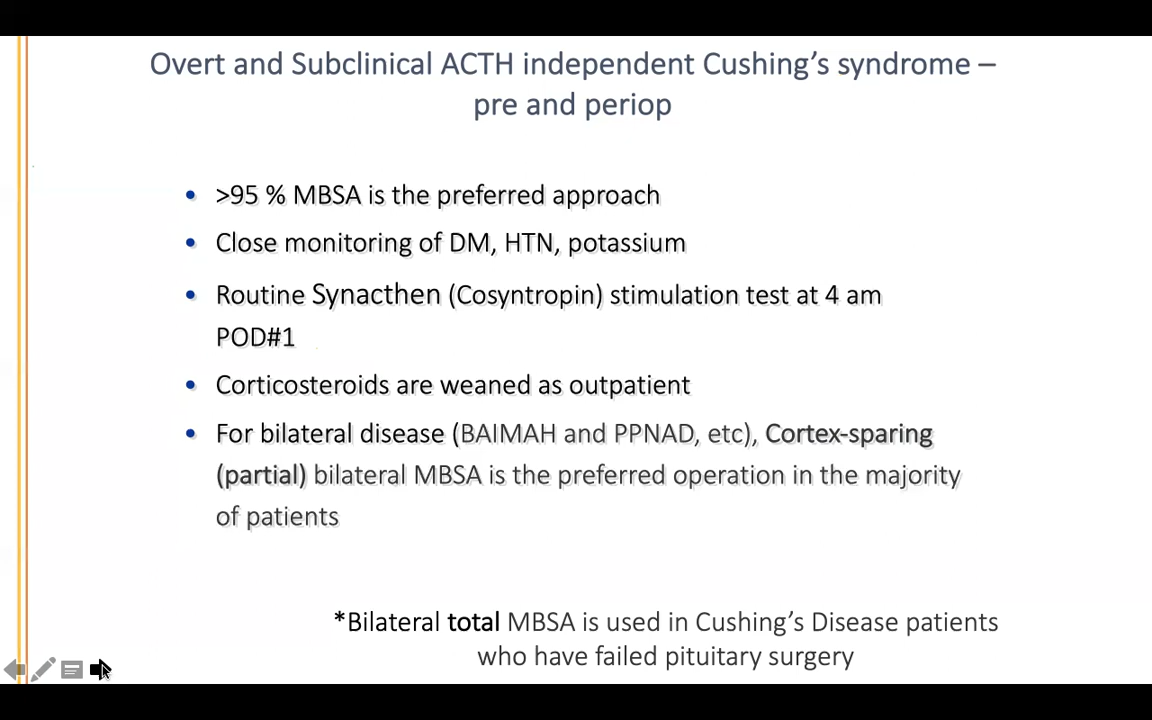 Overt and Subclinical ACTH independent Cushing’s syndrome –
pre and periop
• >95 % MBSA is the preferred approach
• Close monitoring of DM, HTN, potassium
• Routine Synacthen (Cosyntropin) stimulation test at 4 am
POD#1
• Corticosteroids are weaned as outpatient
• For bilateral disease (BAIMAH and PPNAD, etc), Cortex-sparing
(partial) bilateral MBSA is the preferred operation in the majority
of patients
*Bilateral total MBSA is used in Cushing’s Disease patients
who have failed pituitary surgery